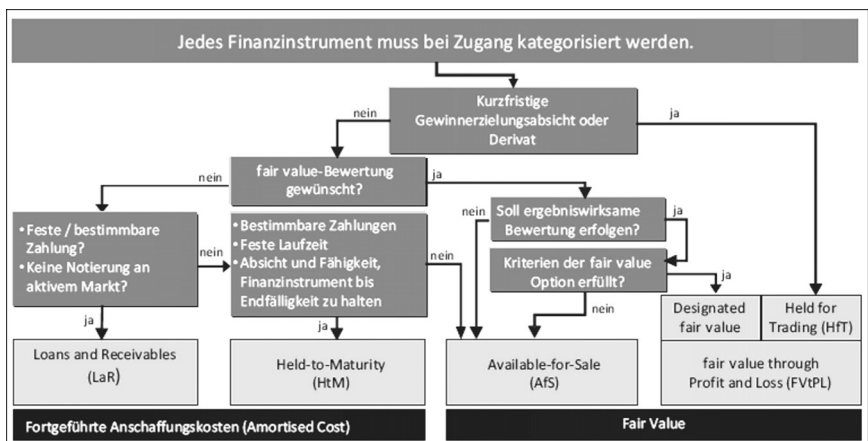 Jedes Finanzinstrument muss bei Zugang kategorisiert werden.
Kurzfristige
Gewinnerzielungsabsicht oder
Derivat
nein
ja
fair value-Bewertung
gewünscht?
nein
ja
• Feste / bestimmbare
Zahlung?
• Keine Notierung an
aktivem Markt?
nein
• Bestimmbare Zahlungen
• Feste Laufzeit
• Absicht und Fähigkeit,
Finanzinstrument bis
Endfälligkeit zu halten
nein
nein
Soll ergebniswirksame
Bewertung erfolgen?
ja
Kriterien der fair value
Option erfüllt?
ja
nein
ja
ja
Designated
fair value
Held for
Trading (HfT)
Loans and Receivables
(LaR)
Held-to-Maturity
(HtM)
Available-for-Sale
(AfS)
fair value through
Profit and Loss (FVtPL)
Fortgeführte Anschaffungskosten (Amortised Cost)
Fair Value